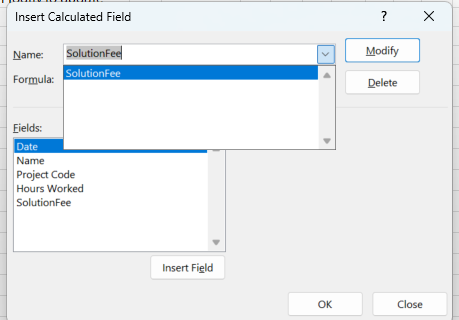 Insert Calculated Field
?
Name:
SolutionFee
Modify
Formula:
SolutionFee
Delete
Fields:
Date
Name
Project Code
Hours Worked
SolutionFee
Insert Field
OK
Close